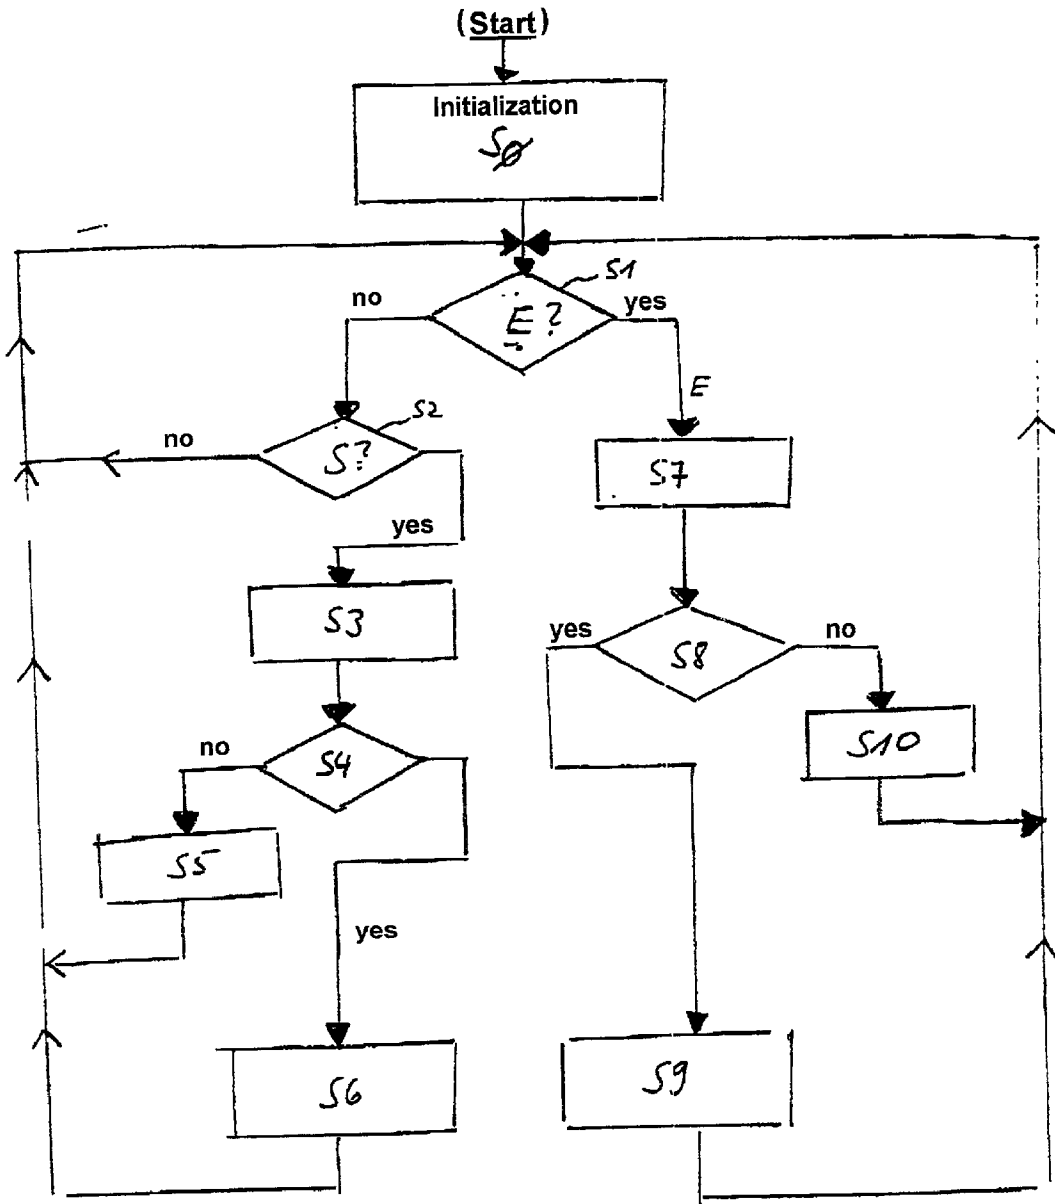 (Start)
Initialization
S0
S1
no
E?
yes
E
S2
no
S?
S7
yes
S3
yes
S8
no
no
S4
S10
S5
yes
S6
S9